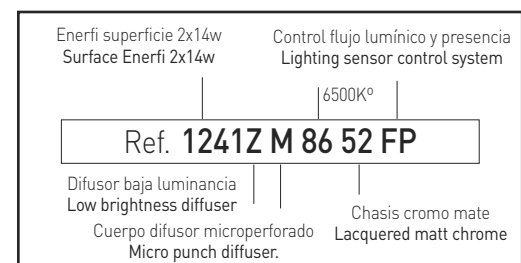 Enerfi superficie 2x14w
Surface Enerfi 2x14w
Control flujo lumínico y presencia
Lighting sensor control system
6500Kº
Ref. 1241Z M 86 52 FP
Difusor baja luminancia
Low brightness diffuser
Cuerpo difusor microperforado
Micro punch diffuser.
Chasis cromo mate
Lacquered matt chrome